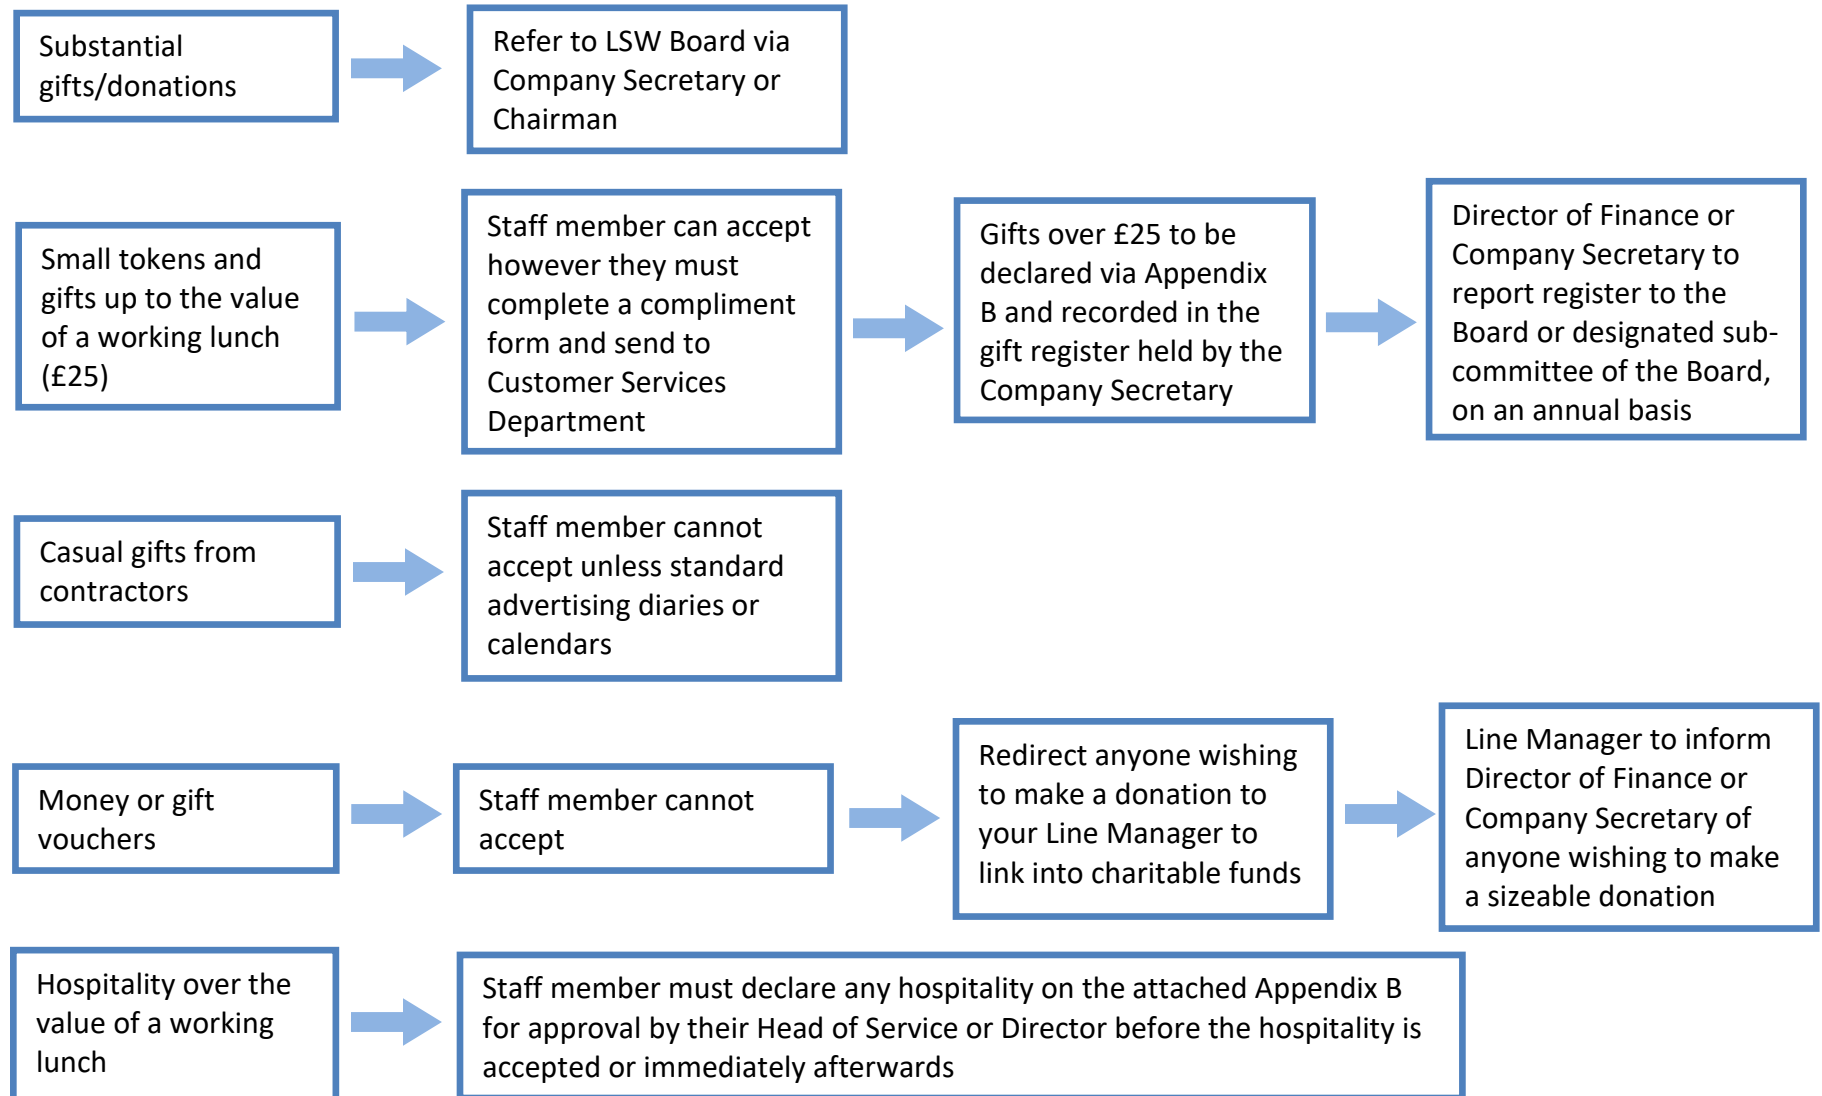 Substantial
gifts/donations
Refer to LSW Board via
Company Secretary or
Chairman
Small tokens and
gifts up to the value
of a working lunch
(£25)
Staff member can accept
however they must
complete a compliment
form and send to
Customer Services
Department
Gifts over £25 to be
declared via Appendix
B and recorded in the
gift register held by the
Company Secretary
Director of Finance or
Company Secretary to
report register to the
Board or designated sub-
committee of the Board,
on an annual basis
Casual gifts from
contractors
Staff member cannot
accept unless standard
advertising diaries or
calendars
Money or gift
vouchers
Staff member cannot
accept
Redirect anyone wishing
to make a donation to
your Line Manager to
link into charitable funds
Line Manager to inform
Director of Finance or
Company Secretary of
anyone wishing to make
a sizeable donation
Hospitality over the
value of a working
lunch
Staff member must declare any hospitality on the attached Appendix B
for approval by their Head of Service or Director before the hospitality is
accepted or immediately afterwards